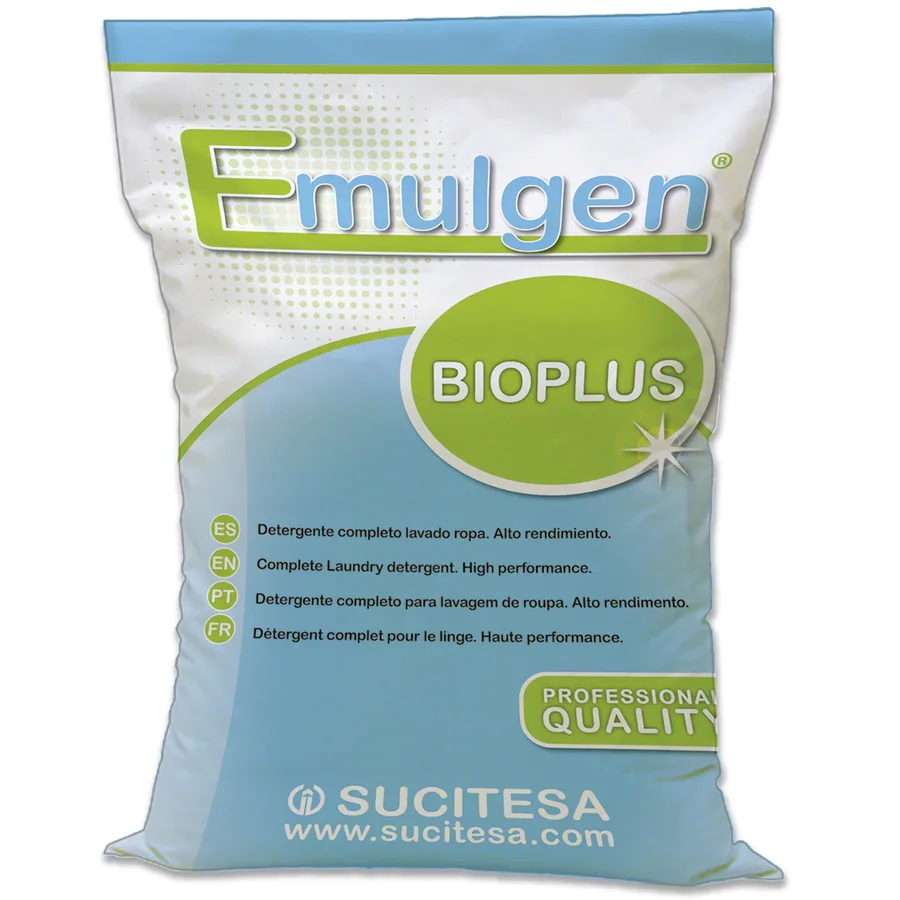 Emulgen®
BIOPLUS
ES Detergente completo lavado ropa. Alto rendimiento.
EN Complete Laundry detergent. High performance.
PT Detergente completo para lavagem de roupa. Alto rendimento.
FR Détergent complet pour le linge. Haute performance.
PROFESSIONAL
QUALITY
SUCITESA
www.sucitesa.com